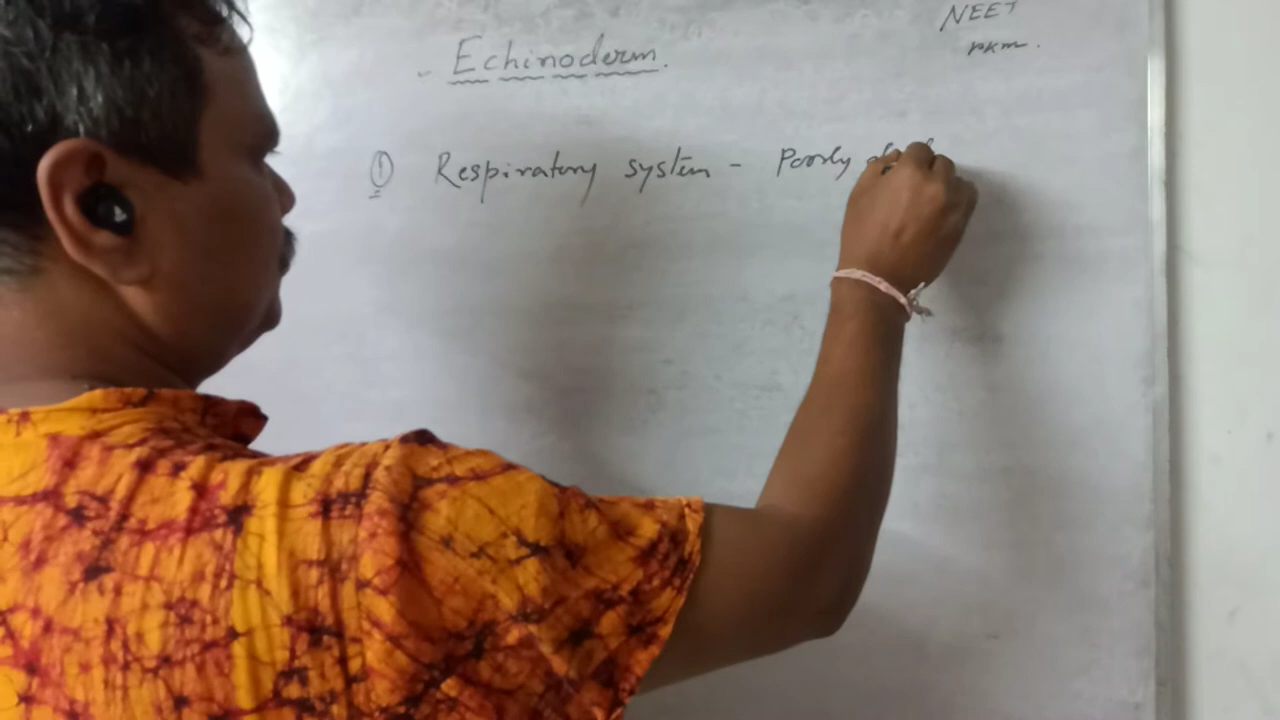 NEET
pkm.
Echinoderm.
① Respiratory system - Poorly